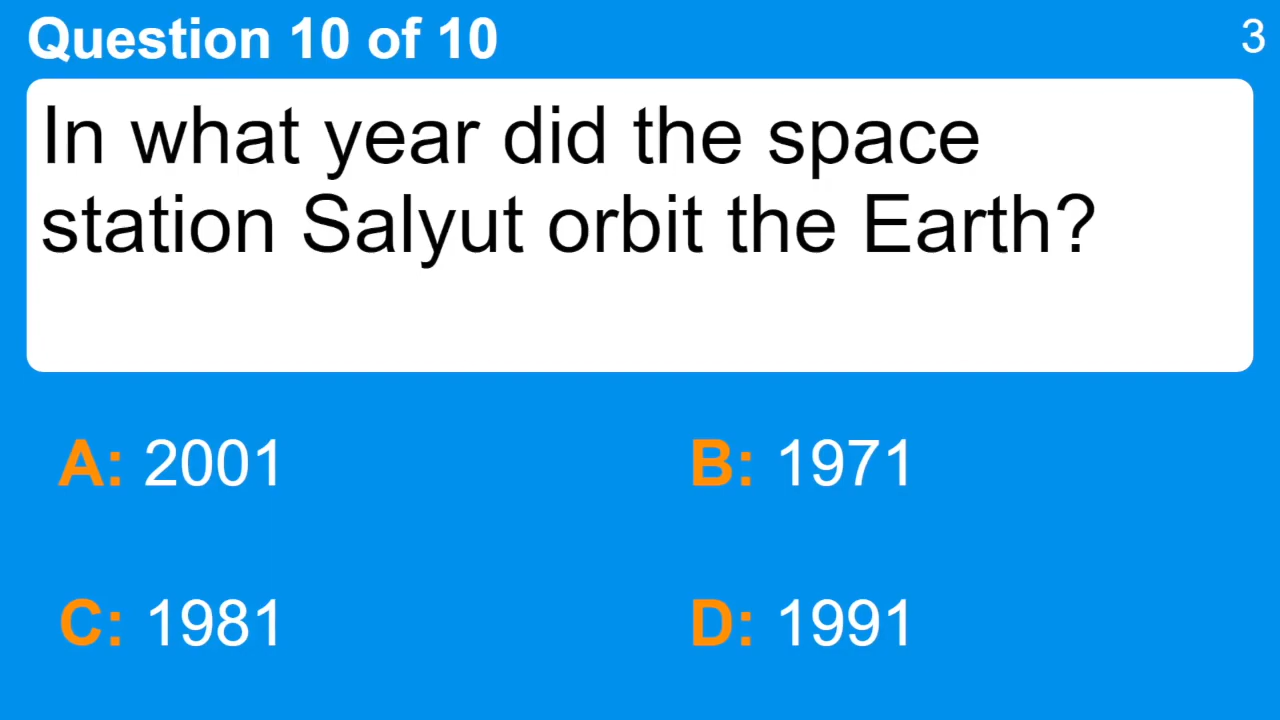 Question 10 of 10
3
In what year did the space
station Salyut orbit the Earth?
A: 2001
B: 1971
C: 1981
D: 1991